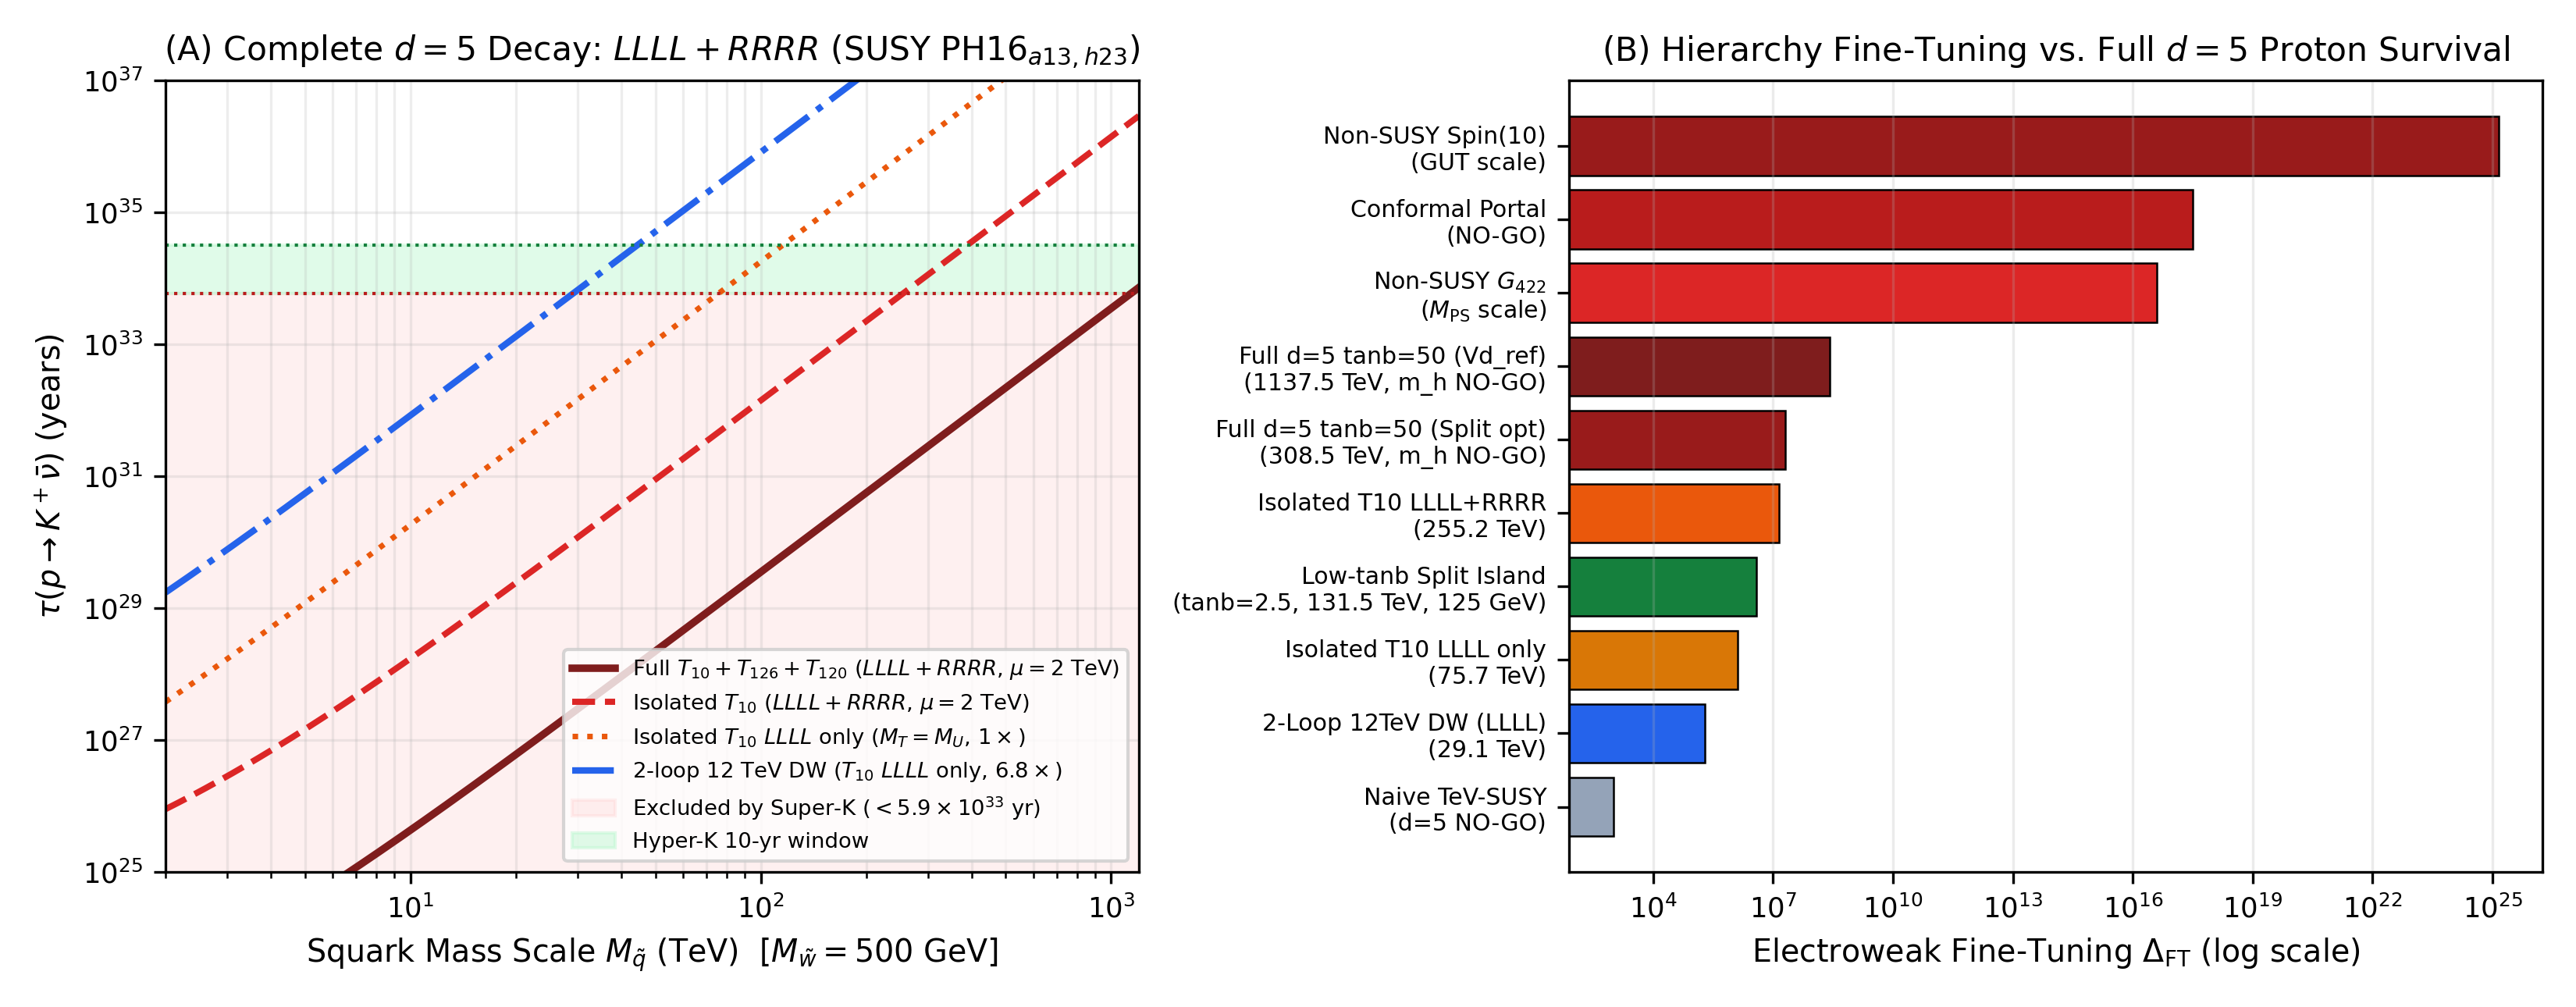 (A) Complete d = 5 Decay: LLLL + RRRR (SUSY PH16a13, h23)
10^37
10^35
10^33
10^31
10^29
10^27
10^25
τ(p → K⁺ν̄) (years)
Full T₁₀ + T₁₂₆ + T₁₂₀ (LLLL + RRRR, μ = 2 TeV)
Isolated T₁₀ (LLLL + RRRR, μ = 2 TeV)
Isolated T₁₀ LLLL only (M_T = M_U, 1 ×)
2-loop 12 TeV DW (T₁₀ LLLL only, 6.8 ×)
Excluded by Super-K (< 5.9 × 10^33 yr)
Hyper-K 10-yr window
10^1
10^2
10^3
Squark Mass Scale M_q̃ (TeV) [M_w̃ = 500 GeV]
(B) Hierarchy Fine-Tuning vs. Full d = 5 Proton Survival
Non-SUSY Spin(10)
(GUT scale)
Conformal Portal
(NO-GO)
Non-SUSY G₄₂₂
(M_PS scale)
Full d=5 tanb=50 (Vd_ref)
(1137.5 TeV, m_h NO-GO)
Full d=5 tanb=50 (Split opt)
(308.5 TeV, m_h NO-GO)
Isolated T10 LLLL+RRRR
(255.2 TeV)
Low-tanb Split Island
(tanb=2.5, 131.5 TeV, 125 GeV)
Isolated T10 LLLL only
(75.7 TeV)
2-Loop 12TeV DW (LLLL)
(29.1 TeV)
Naive TeV-SUSY
(d=5 NO-GO)
10^4
10^7
10^10
10^13
10^16
10^19
10^22
10^25
Electroweak Fine-Tuning Δ_FT (log scale)